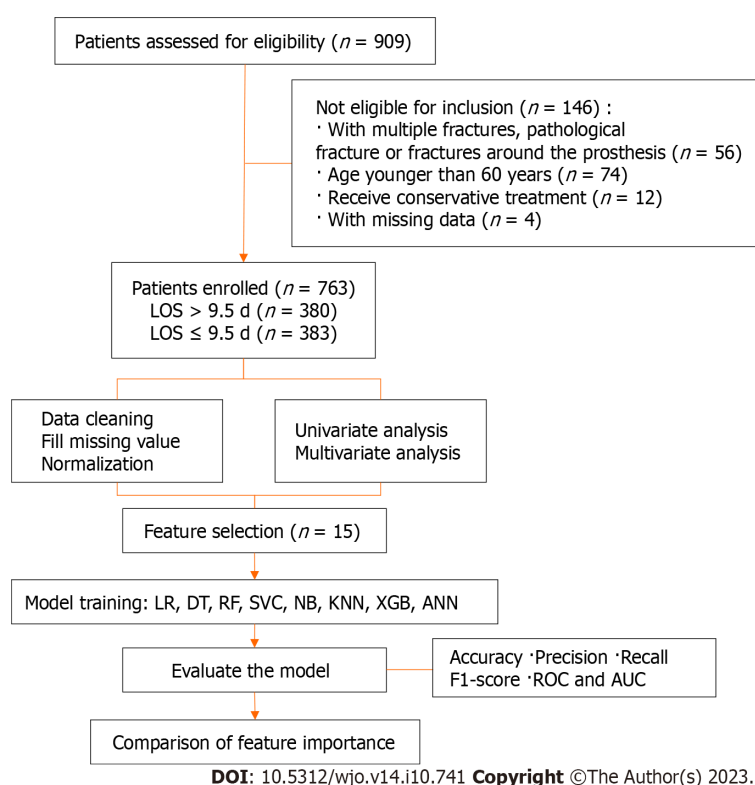 Patients assessed for eligibility (n = 909)
Not eligible for inclusion (n = 146) :
· With multiple fractures, pathological
fracture or fractures around the prosthesis (n = 56)
· Age younger than 60 years (n = 74)
· Receive conservative treatment (n = 12)
· With missing data (n = 4)
Patients enrolled (n = 763)
LOS > 9.5 d (n = 380)
LOS ≤ 9.5 d (n = 383)
Data cleaning
Fill missing value
Normalization
Univariate analysis
Multivariate analysis
Feature selection (n = 15)
Model training: LR, DT, RF, SVC, NB, KNN, XGB, ANN
Evaluate the model
Accuracy ·Precision ·Recall
F1-score ·ROC and AUC
Comparison of feature importance
DOI: 10.5312/wjo.v14.i10.741 Copyright ©The Author(s) 2023.